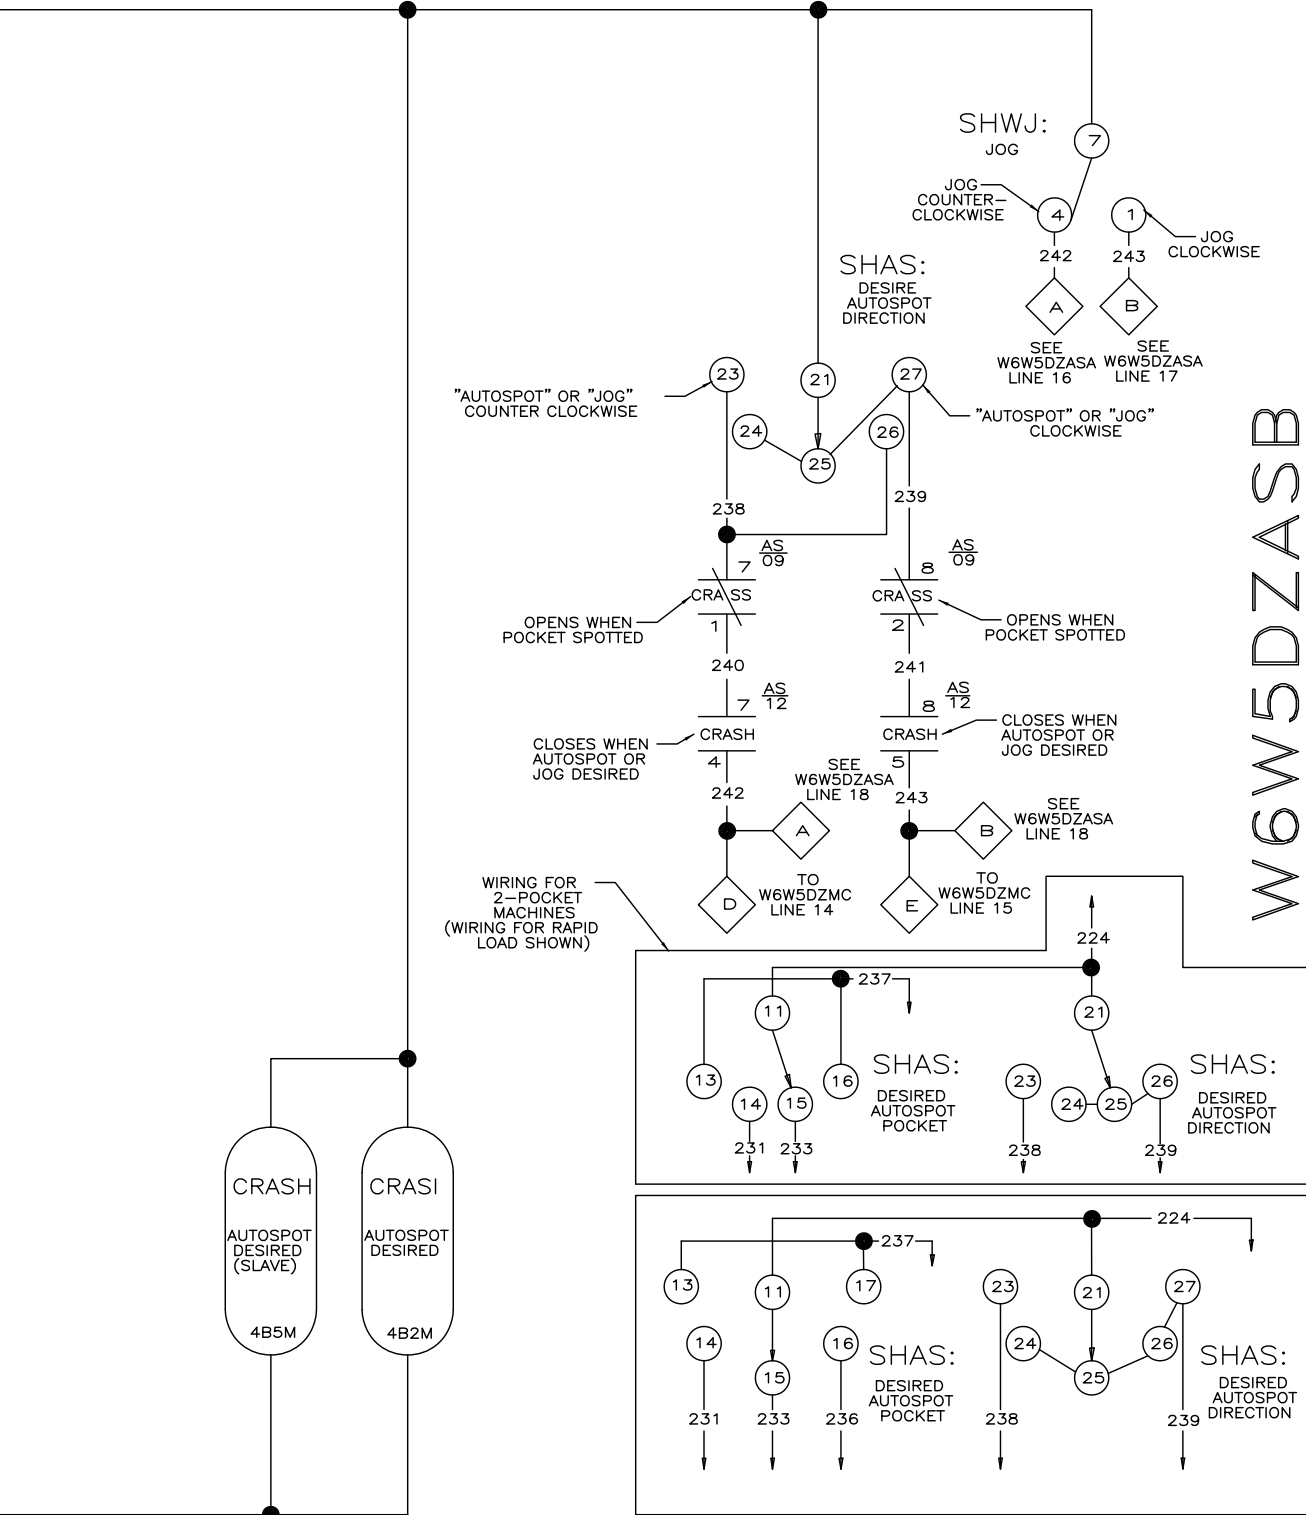 SHWJ:
JOG
7
JOG
COUNTER-
CLOCKWISE
4
1
JOG
CLOCKWISE
242
243
A
B
SEE
W6W5DZASA
LINE 16
SEE
W6W5DZASA
LINE 17
SHAS:
DESIRE
AUTOSPOT
DIRECTION
23
21
27
"AUTOSPOT" OR "JOG"
COUNTER CLOCKWISE
"AUTOSPOT" OR "JOG"
CLOCKWISE
24
25
26
238
239
7
AS
09
8
AS
09
CRASS
CRASS
OPENS WHEN
POCKET SPOTTED
1
2
OPENS WHEN
POCKET SPOTTED
240
241
7
AS
12
8
AS
12
CLOSES WHEN
AUTOSPOT OR
JOG DESIRED
CRASH
CRASH
CLOSES WHEN
AUTOSPOT OR
JOG DESIRED
4
5
SEE
W6W5DZASA
LINE 18
242
243
SEE
W6W5DZASA
LINE 18
A
B
D
TO
W6W5DZMC
LINE 14
E
TO
W6W5DZMC
LINE 15
W6W5DZASB
WIRING FOR
2-POCKET
MACHINES
(WIRING FOR RAPID
LOAD SHOWN)
224
237
11
21
13
16
14
15
231
233
SHAS:
DESIRED
AUTOSPOT
POCKET
23
24
25
26
238
239
SHAS:
DESIRED
AUTOSPOT
DIRECTION
CRASH
AUTOSPOT
DESIRED
(SLAVE)
4B5M
CRASI
AUTOSPOT
DESIRED
4B2M
224
237
13
11
17
23
21
27
14
15
16
24
25
26
231
233
236
238
239
SHAS:
DESIRED
AUTOSPOT
POCKET
SHAS:
DESIRED
AUTOSPOT
DIRECTION